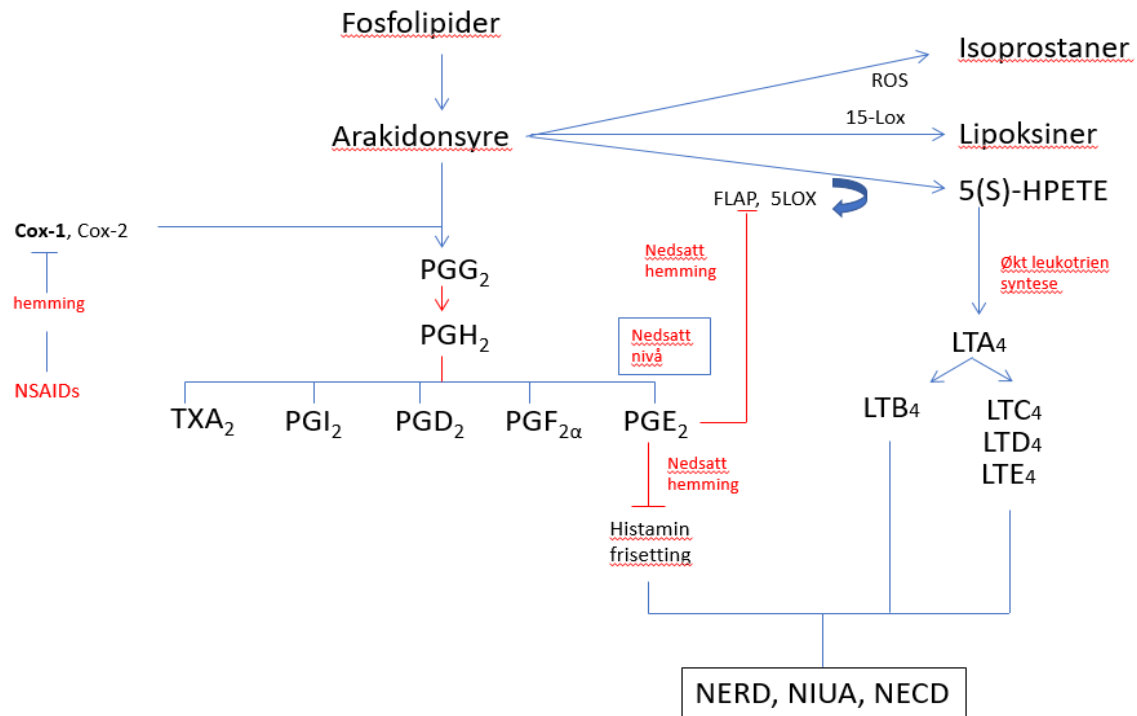 Fosfolipider
Isoprostaner
ROS
15-Lox
Arakidonsyre
Lipoksiner
FLAP, 5LOX
5(S)-HPETE
Cox-1, Cox-2
Nedsatt
hemming
Økt leukotrien
syntese
PGG₂
hemming
PGH₂
Nedsatt
nivå
LTA4
NSAIDs
TXA₂
PGI₂
PGD₂
PGF₂α
PGE₂
LTB4
LTC4
LTD4
LTE4
Nedsatt
hemming
Histamin
frisetting
NERD, NIUA, NECD